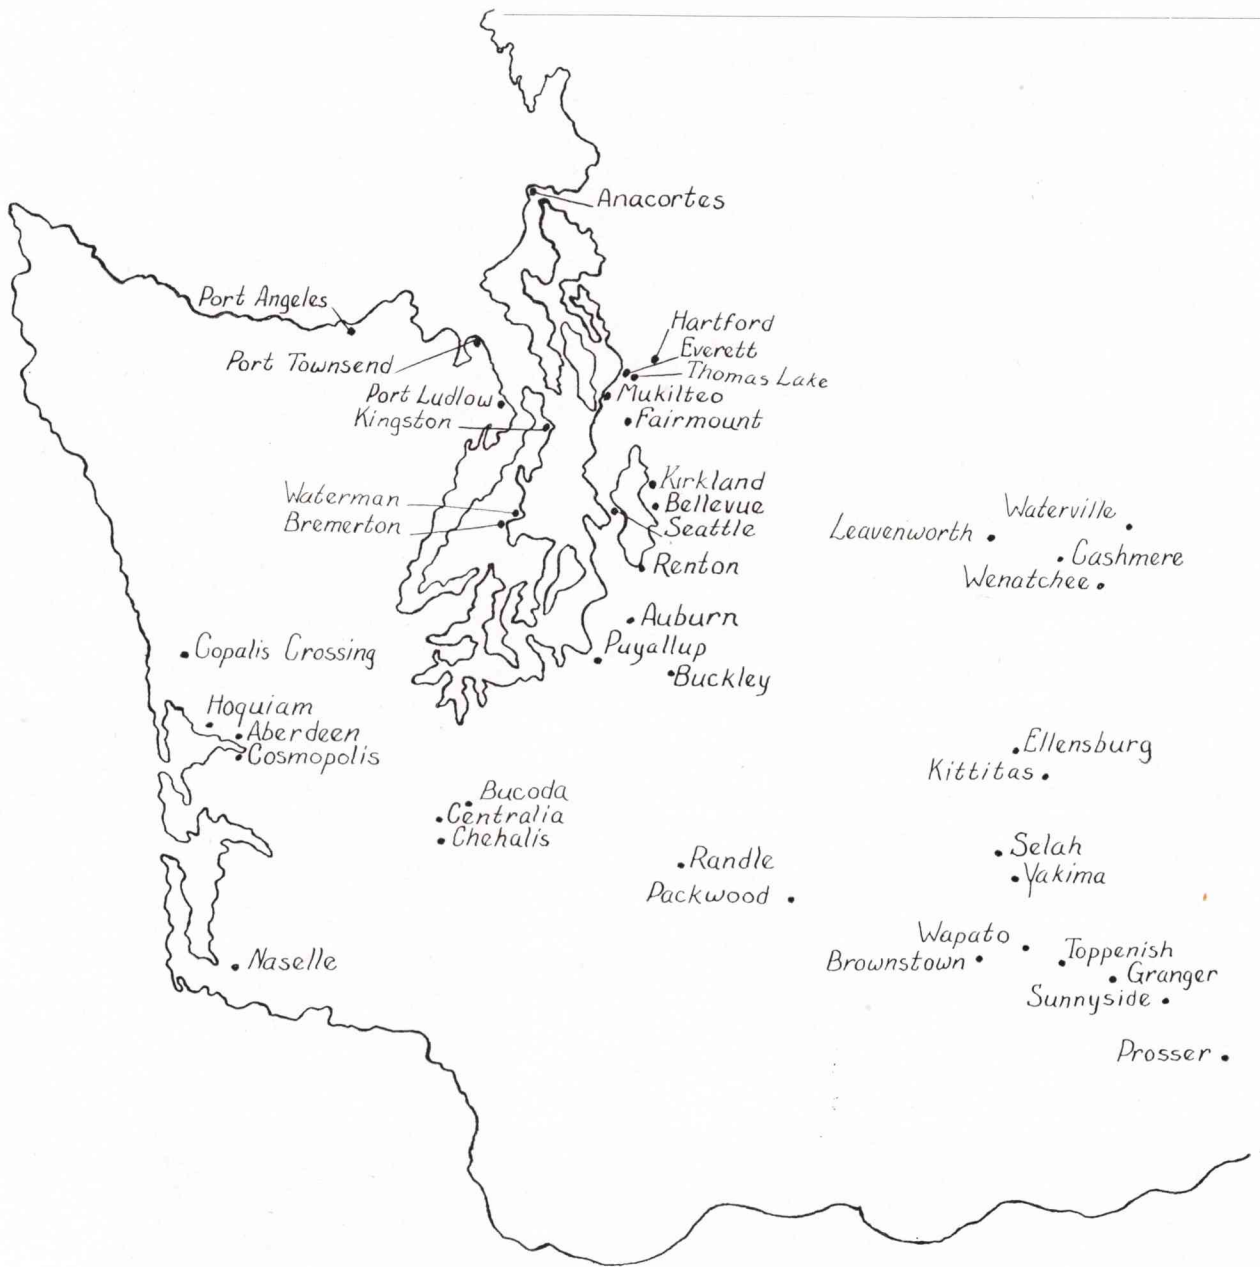 Anacortes
Port Angeles
Hartford
Everett
Port Townsend
Thomas Lake
Port Ludlow
Mukilteo
Kingston
Fairmount
Kirkland
Waterman
Bellevue
Bremerton
Seattle
Renton
Waterville
Leavenworth
Cashmere
Wenatchee
Auburn
Puyallup
Copalis Crossing
Buckley
Hoquiam
Aberdeen
Cosmopolis
Ellensburg
Kittitas
Bucoda
Centralia
Chehalis
Randle
Packwood
Selah
Yakima
Wapato
Brownstown
Toppenish
Granger
Sunnyside
Naselle
Prosser